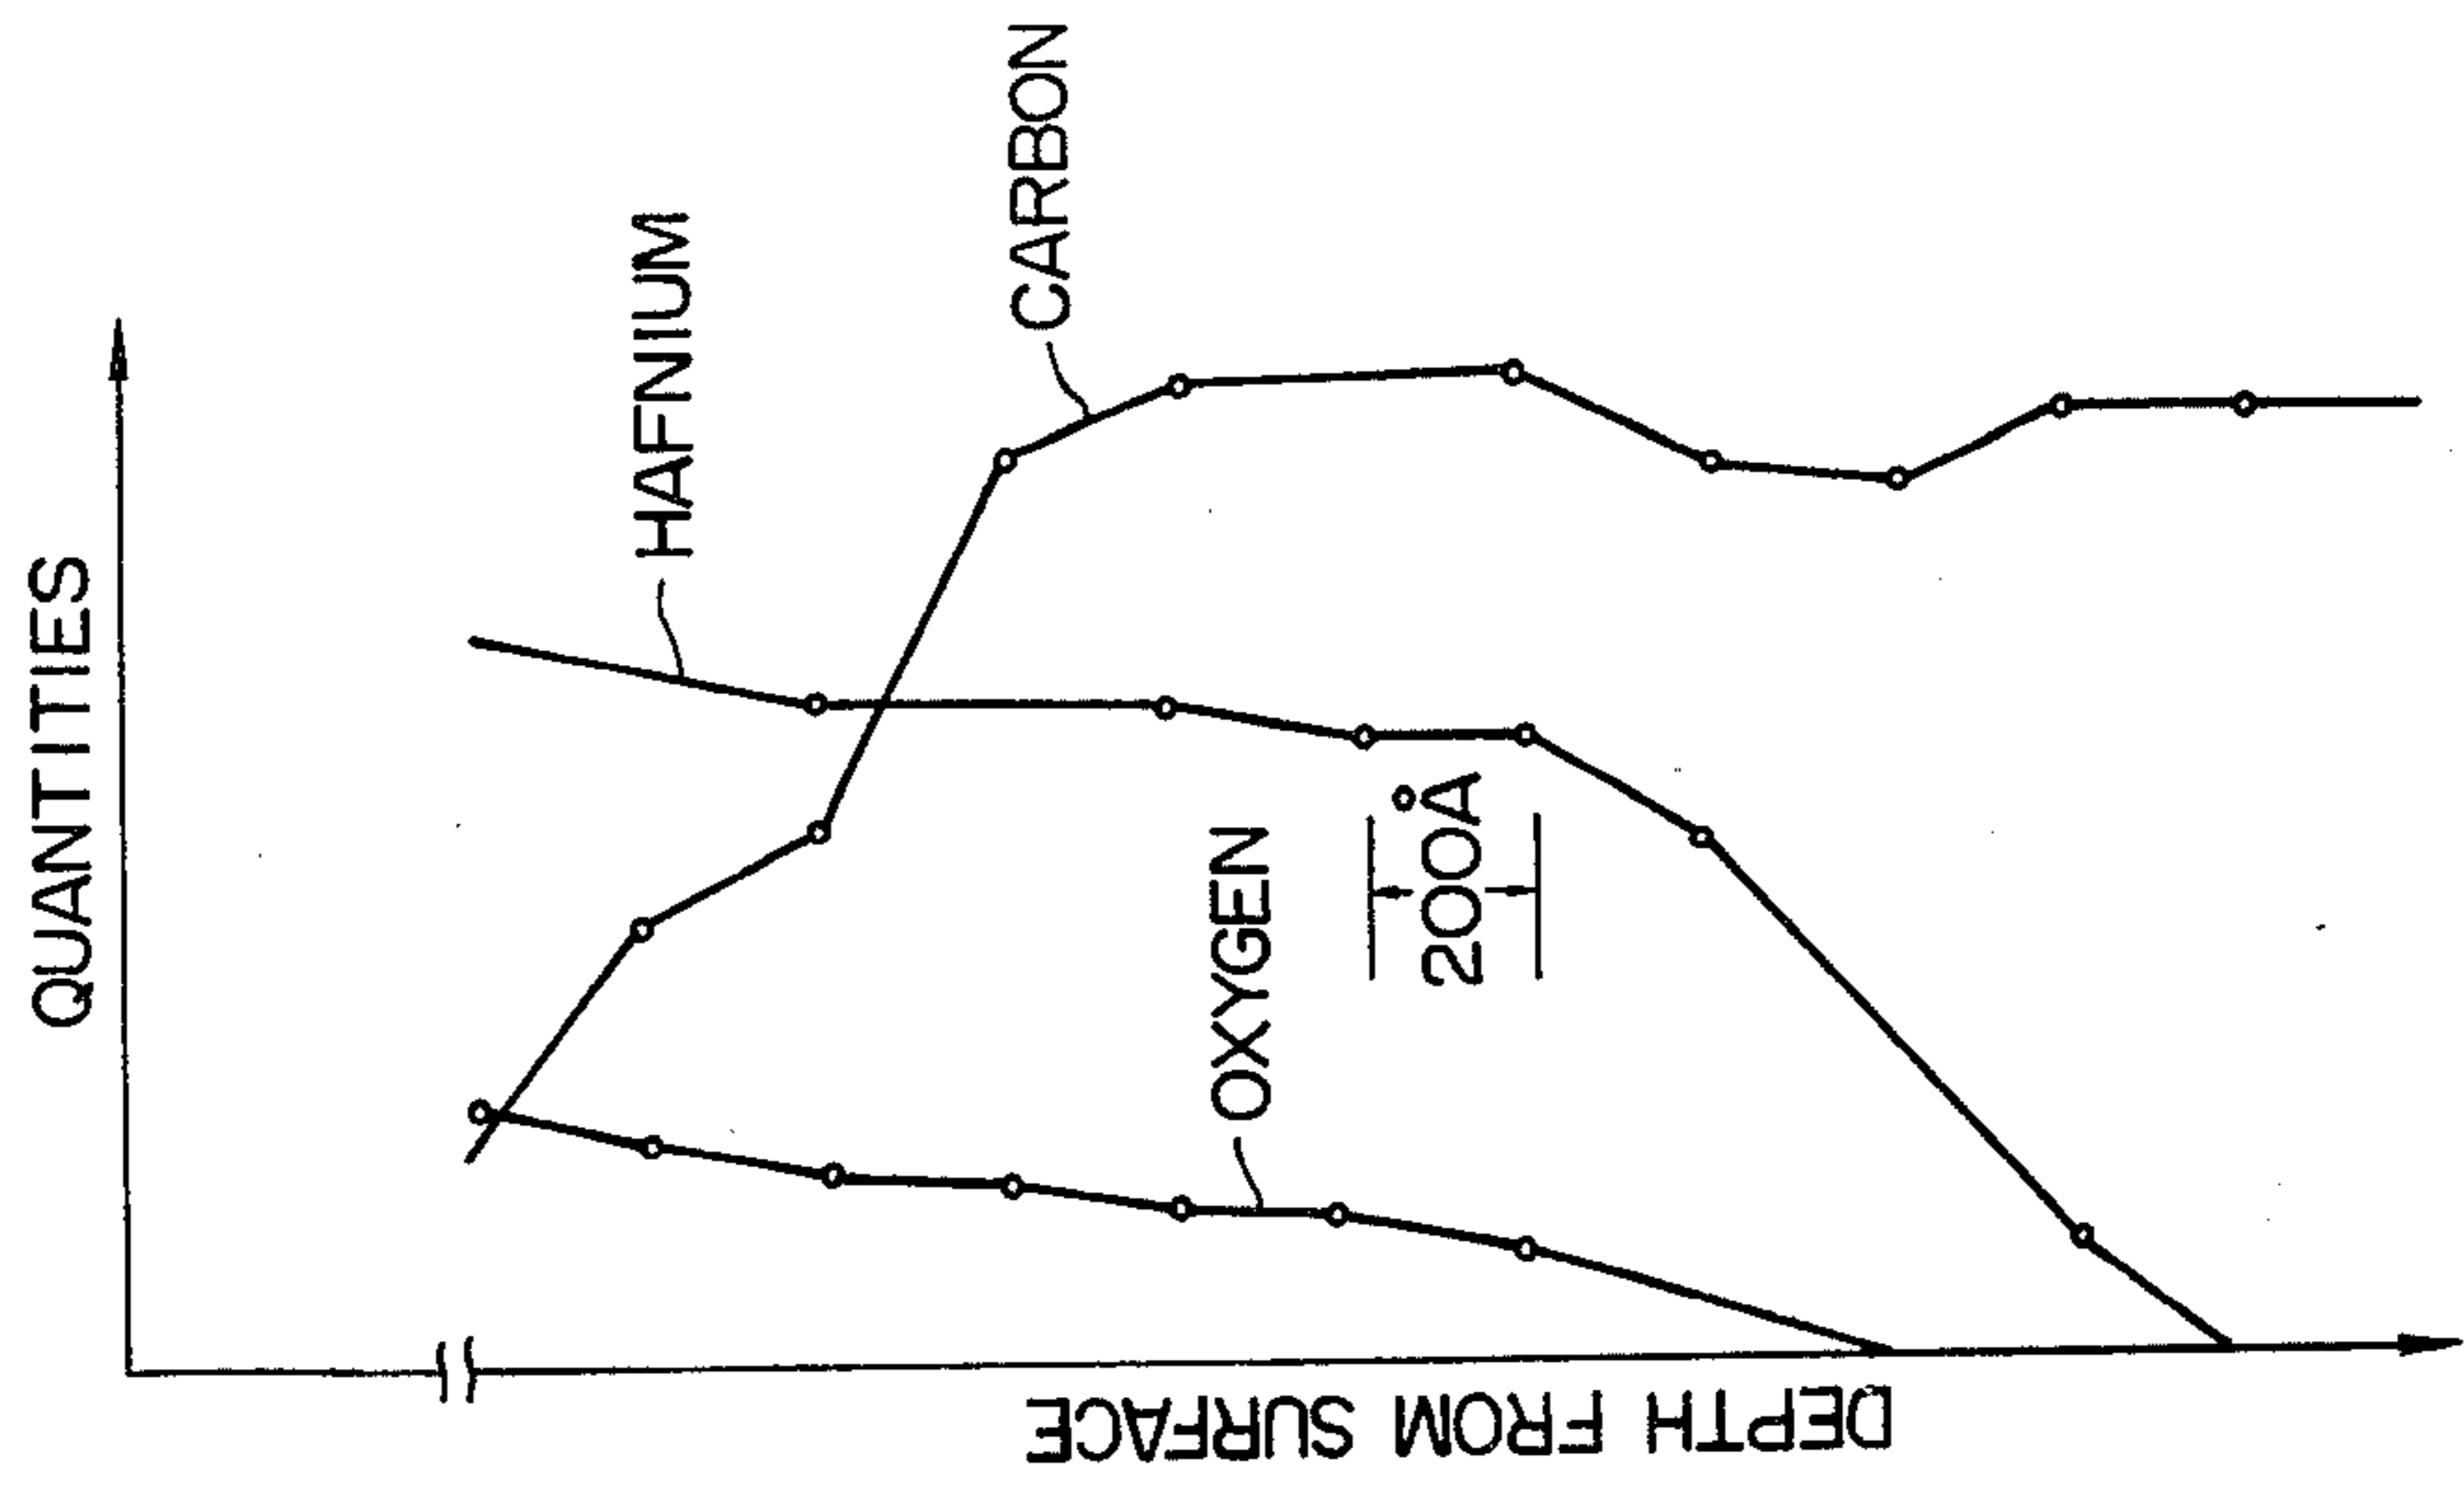 QUANTITIES
HAFNIUM
CARBON
OXYGEN
200Å
DEPTH FROM SURFACE